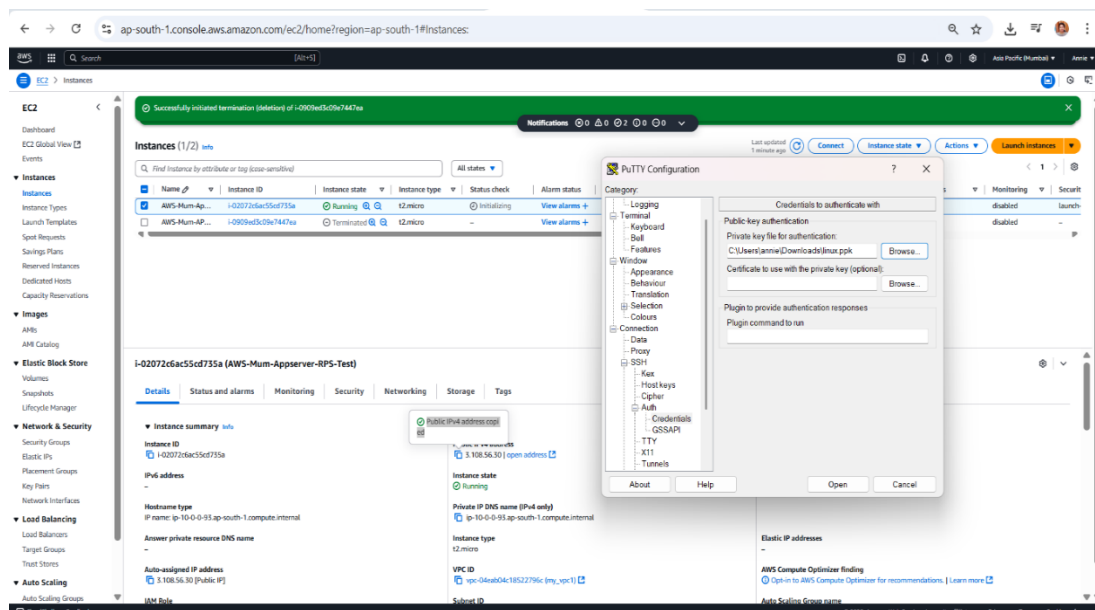 ap-south-1.console.aws.amazon.com/ec2/home?region=ap-south-1#Instances:
aws
Search
[Alt+S]
Asia Pacific (Mumbai)
Annie
EC2 > Instances
EC2
Dashboard
EC2 Global View
Events
Instances
Instances
Instance Types
Launch Templates
Spot Requests
Savings Plans
Reserved Instances
Dedicated Hosts
Capacity Reservations
Images
AMIs
AMI Catalog
Elastic Block Store
Volumes
Snapshots
Lifecycle Manager
Network & Security
Security Groups
Elastic IPs
Placement Groups
Key Pairs
Network Interfaces
Load Balancing
Load Balancers
Target Groups
Trust Stores
Auto Scaling
Auto Scaling Groups
Successfully initiated termination (deletion) of i-0909ed3c09e7447ea
Notifications 0 0 2 0 0
Instances (1/2) Info
Last updated
1 minute ago
Connect
Instance state
Actions
Launch instances
Find Instance by attribute or tag (case-sensitive)
All states
1
Name Instance ID Instance state Instance type Status check Alarm status Monitoring Securit
AWS-Mum-Ap... i-02072c6ac55cd735a Running t2.micro Initializing View alarms + disabled launch-
AWS-Mum-AP... i-0909ed3c09e7447ea Terminated t2.micro – View alarms + disabled –
i-02072c6ac55cd735a (AWS-Mum-Appserver-RPS-Test)
Details Status and alarms Monitoring Security Networking Storage Tags
Public IPv4 address copi
ed
Instance summary Info
Instance ID
i-02072c6ac55cd735a
3.108.56.30 | open address
IPv6 address
–
Instance state
Running
Hostname type
IP name: ip-10-0-0-93.ap-south-1.compute.internal
Private IP DNS name (IPv4 only)
ip-10-0-0-93.ap-south-1.compute.internal
Answer private resource DNS name
–
Instance type
t2.micro
Elastic IP addresses
–
Auto-assigned IP address
3.108.56.30 [Public IP]
VPC ID
vpc-04eab04c18522796c (my_vpc1)
AWS Compute Optimizer finding
Opt-in to AWS Compute Optimizer for recommendations. | Learn more
IAM Role
Subnet ID
Auto Scaling Group name
PuTTY Configuration
? X
Category:
Logging
Terminal
Keyboard
Bell
Features
Window
Appearance
Behaviour
Translation
Selection
Colours
Connection
Data
Proxy
SSH
Kex
Host keys
Cipher
Auth
Credentials
GSSAPI
TTY
X11
Tunnels
Credentials to authenticate with
Public-key authentication
Private key file for authentication:
C:\Users\annie\Downloads\linux.ppk
Browse...
Certificate to use with the private key (optional):
Browse...
Plugin to provide authentication responses
Plugin command to run
About
Help
Open
Cancel